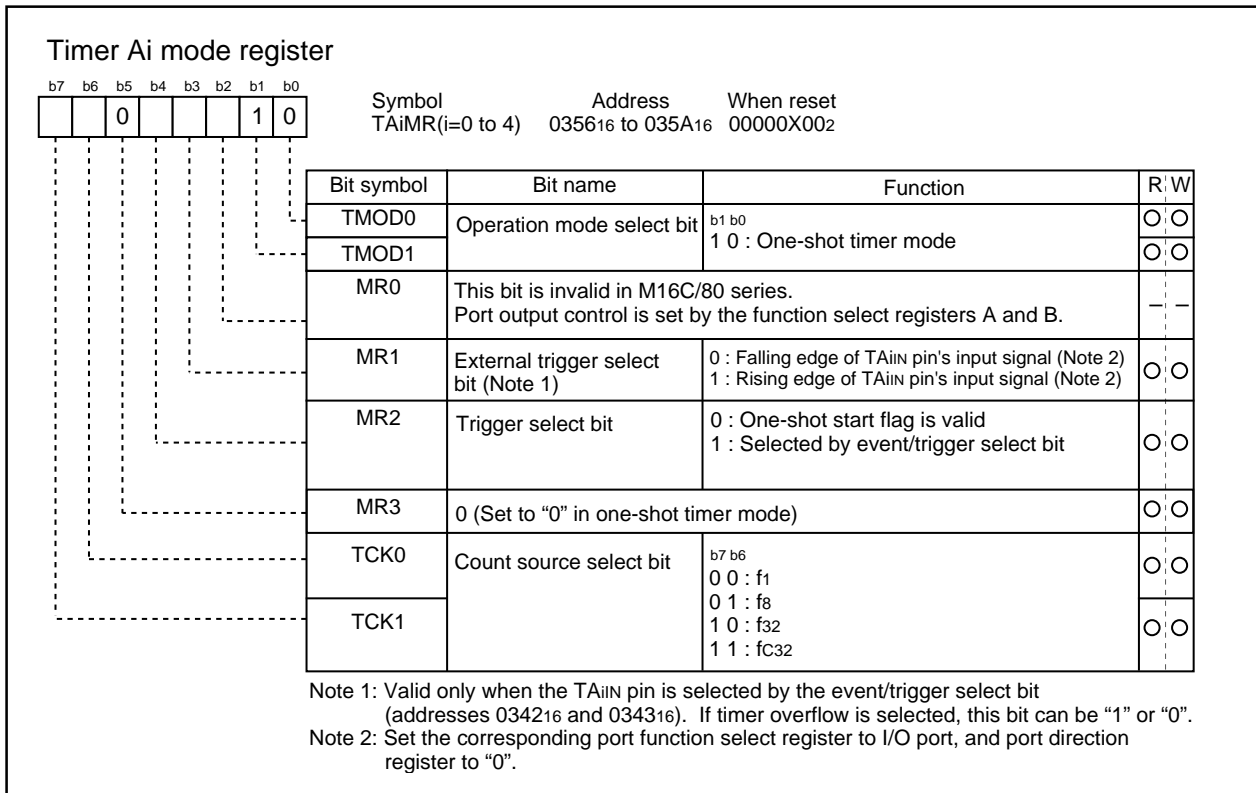 Timer Ai mode register
b7 b6 b5 b4 b3 b2 b1 b0
0 1 0
Symbol Address When reset
TAiMR(i=0 to 4) 035616 to 035A16 00000X002
Bit symbol Bit name Function R W
TMOD0 Operation mode select bit b1 b0
1 0 : One-shot timer mode
TMOD1
MR0 This bit is invalid in M16C/80 series.
Port output control is set by the function select registers A and B.
– –
MR1 External trigger select
bit (Note 1)
0 : Falling edge of TAiIN pin's input signal (Note 2)
1 : Rising edge of TAiIN pin's input signal (Note 2)
MR2 Trigger select bit
0 : One-shot start flag is valid
1 : Selected by event/trigger select bit
MR3 0 (Set to “0” in one-shot timer mode)
TCK0 Count source select bit b7 b6
0 0 : f1
0 1 : f8
TCK1
1 0 : f32
1 1 : fC32
Note 1: Valid only when the TAiIN pin is selected by the event/trigger select bit
(addresses 034216 and 034316). If timer overflow is selected, this bit can be “1” or “0”.
Note 2: Set the corresponding port function select register to I/O port, and port direction
register to “0”.